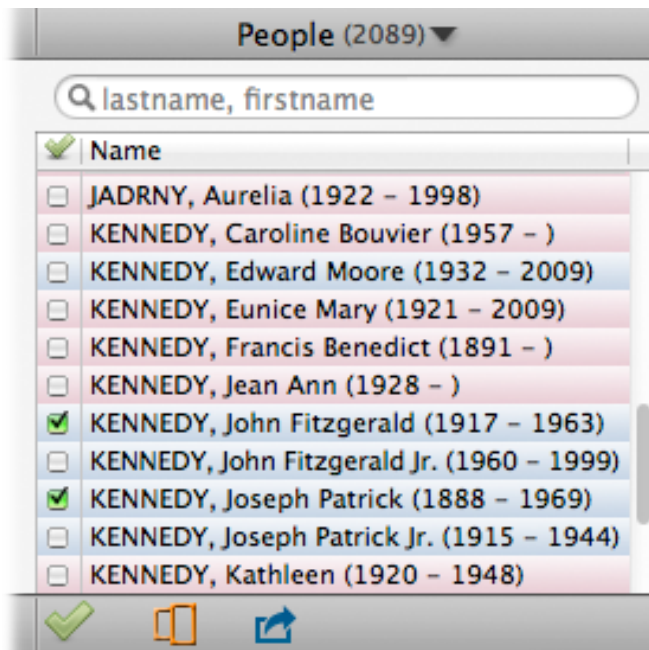 People (2089)
lastname, firstname
Name
JADRNY, Aurelia (1922 – 1998)
KENNEDY, Caroline Bouvier (1957 – )
KENNEDY, Edward Moore (1932 – 2009)
KENNEDY, Eunice Mary (1921 – 2009)
KENNEDY, Francis Benedict (1891 – )
KENNEDY, Jean Ann (1928 – )
KENNEDY, John Fitzgerald (1917 – 1963)
KENNEDY, John Fitzgerald Jr. (1960 – 1999)
KENNEDY, Joseph Patrick (1888 – 1969)
KENNEDY, Joseph Patrick Jr. (1915 – 1944)
KENNEDY, Kathleen (1920 – 1948)